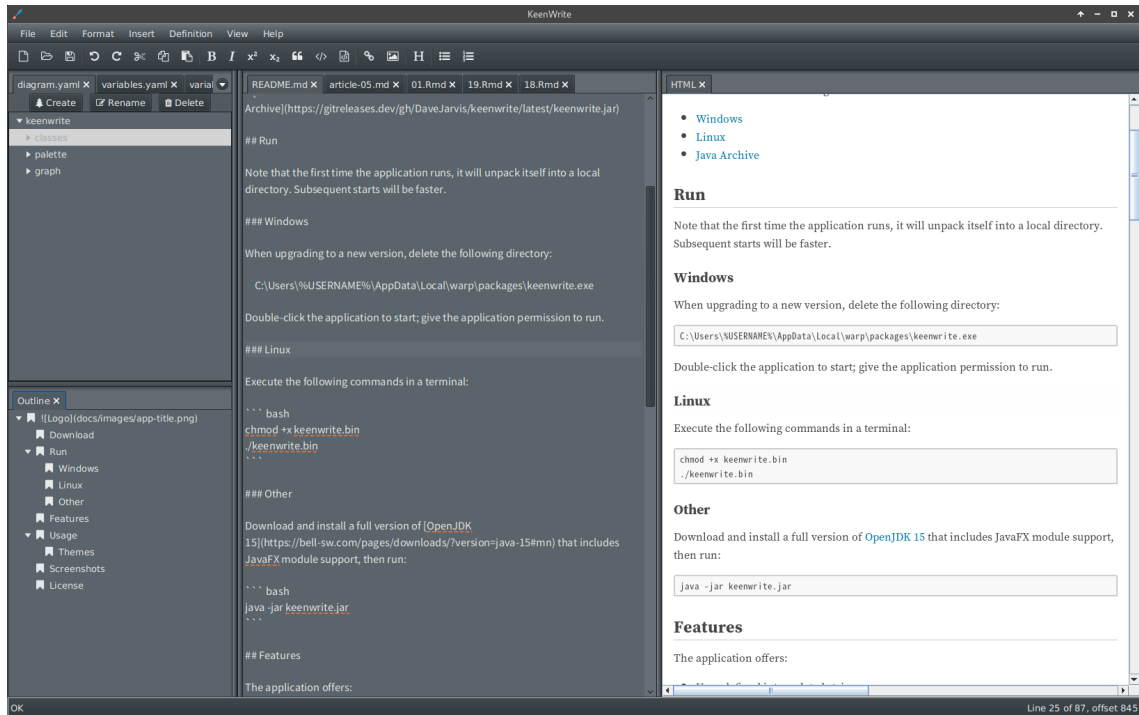 KeenWrite
File Edit Format Insert Definition View Help
B I x² x₂ H
diagram.yaml variables.yaml varial
Create Rename Delete
keenwrite
classes
palette
graph
Outline
![Logo](docs/images/app-title.png)
Download
Run
Windows
Linux
Other
Features
Usage
Themes
Screenshots
License
README.md article-05.md 01.Rmd 19.Rmd 18.Rmd
Archive](https://gitreleases.dev/gh/DaveJarvis/keenwrite/latest/keenwrite.jar)
## Run
Note that the first time the application runs, it will unpack itself into a local
directory. Subsequent starts will be faster.
### Windows
When upgrading to a new version, delete the following directory:
C:\Users\%USERNAME%\AppData\Local\warp\packages\keenwrite.exe
Double-click the application to start; give the application permission to run.
### Linux
Execute the following commands in a terminal:
``` bash
chmod +x keenwrite.bin
./keenwrite.bin
```
### Other
Download and install a full version of [OpenJDK
15](https://bell-sw.com/pages/downloads/?version=java-15#mn) that includes
JavaFX module support, then run:
``` bash
java -jar keenwrite.jar
```
## Features
The application offers:
HTML
Windows
Linux
Java Archive
Run
Note that the first time the application runs, it will unpack itself into a local directory.
Subsequent starts will be faster.
Windows
When upgrading to a new version, delete the following directory:
C:\Users\%USERNAME%\AppData\Local\warp\packages\keenwrite.exe
Double-click the application to start; give the application permission to run.
Linux
Execute the following commands in a terminal:
chmod +x keenwrite.bin
./keenwrite.bin
Other
Download and install a full version of OpenJDK 15 that includes JavaFX module support,
then run:
java -jar keenwrite.jar
Features
The application offers:
OK
Line 25 of 87, offset 845